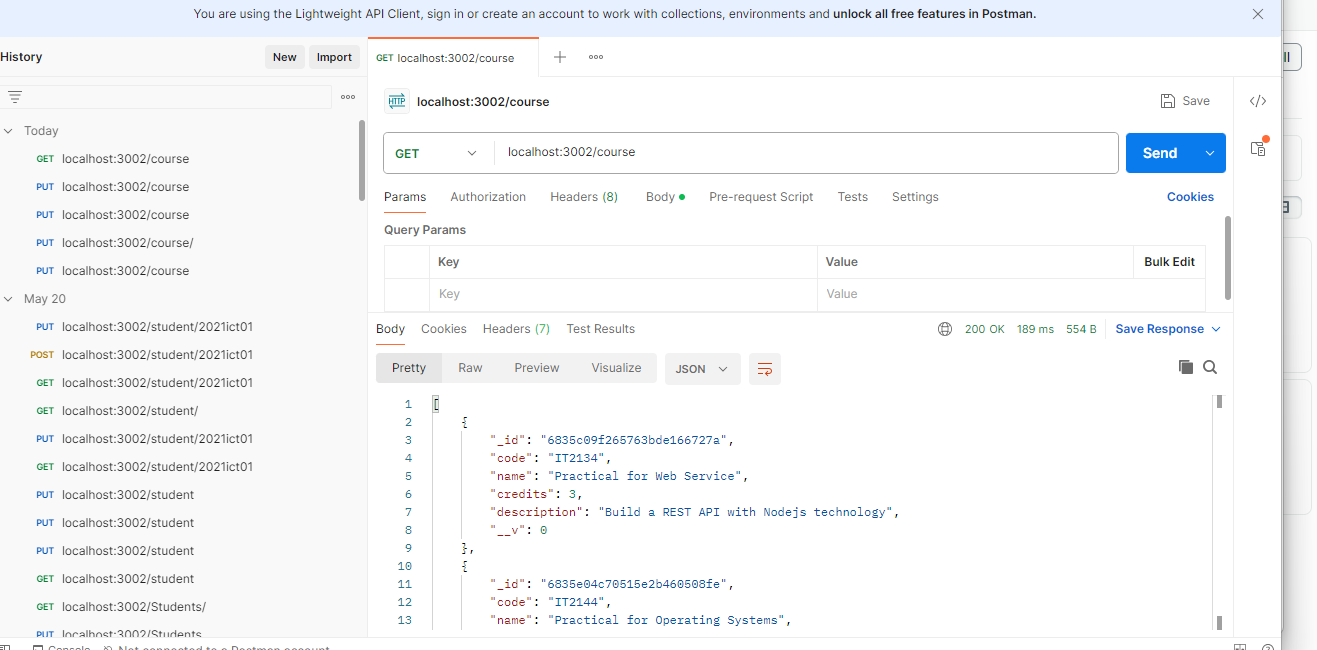 You are using the Lightweight API Client, sign in or create an account to work with collections, environments and unlock all free features in Postman.
History
New
Import
GET localhost:3002/course
Today
GET localhost:3002/course
PUT localhost:3002/course
PUT localhost:3002/course
PUT localhost:3002/course/
PUT localhost:3002/course
May 20
PUT localhost:3002/student/2021ict01
POST localhost:3002/student/2021ict01
GET localhost:3002/student/2021ict01
GET localhost:3002/student/
PUT localhost:3002/student/2021ict01
GET localhost:3002/student/2021ict01
PUT localhost:3002/student
PUT localhost:3002/student
PUT localhost:3002/student
GET localhost:3002/student
GET localhost:3002/Students/
PUT localhost:3002/Students
HTTP localhost:3002/course
Save
GET localhost:3002/course
Send
Params Authorization Headers (8) Body Pre-request Script Tests Settings Cookies
Query Params
Key Value Bulk Edit
Key Value
Body Cookies Headers (7) Test Results 200 OK 189 ms 554 B Save Response
Pretty Raw Preview Visualize JSON
1 [
2 {
3 "_id": "6835c09f265763bde166727a",
4 "code": "IT2134",
5 "name": "Practical for Web Service",
6 "credits": 3,
7 "description": "Build a REST API with Nodejs technology",
8 "__v": 0
9 },
10 {
11 "_id": "6835e04c70515e2b460508fe",
12 "code": "IT2144",
13 "name": "Practical for Operating Systems",
Console Not connected to a Postman account